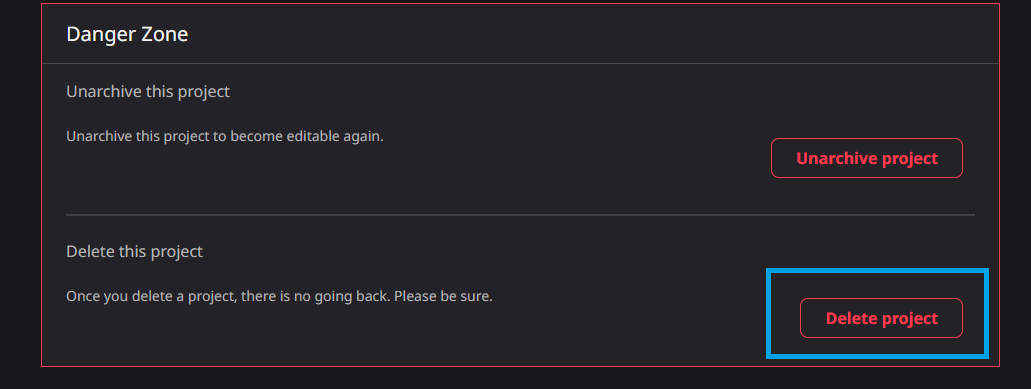 Danger Zone
Unarchive this project
Unarchive this project to become editable again.
Unarchive project
Delete this project
Once you delete a project, there is no going back. Please be sure.
Delete project